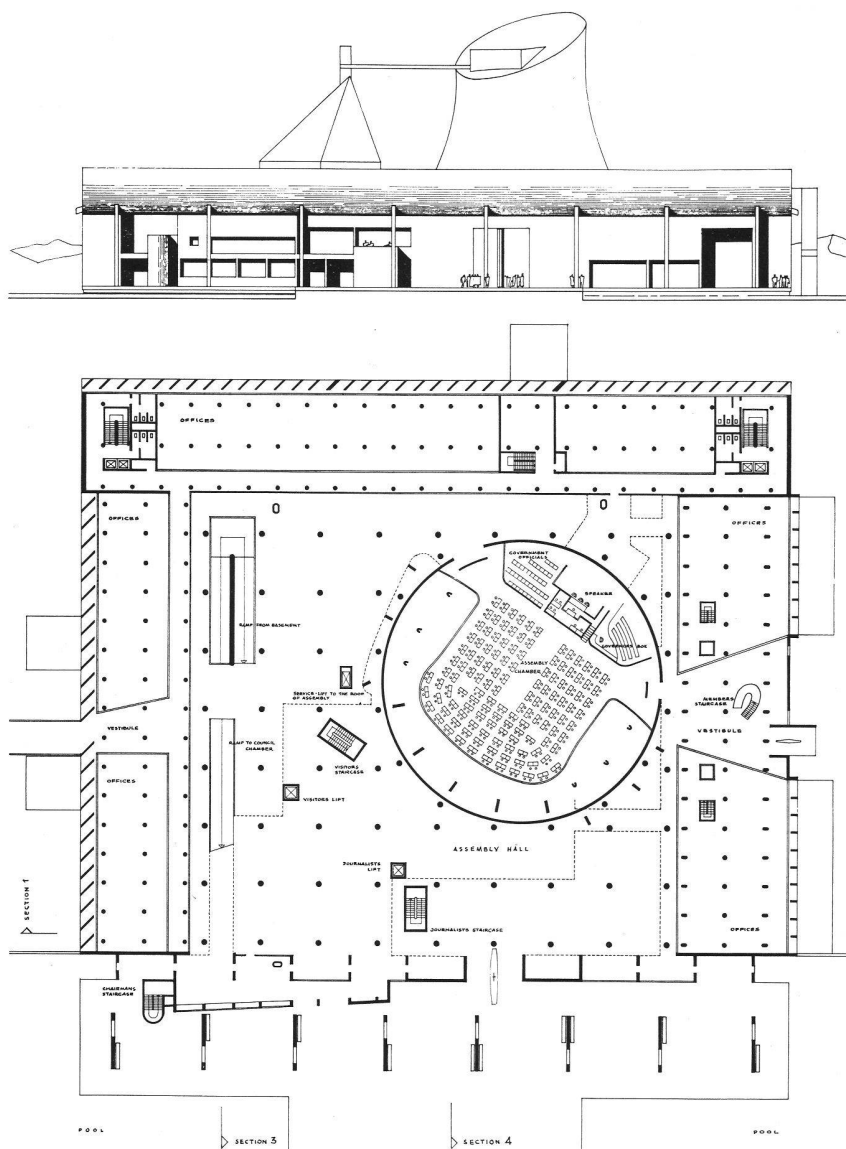 OFFICES
OFFICES
OFFICES
GOVERNMENT
OFFICIALS
SPEAKER
RAMP FROM BASEMENT
GOVERNORS BOX
ASSEMBLY
CHAMBER
SERVICE-LIFT TO THE ROOF
OF ASSEMBLY
MEMBERS
STAIRCASE
VESTIBULE
RAMP TO COUNCIL
CHAMBER
VESTIBULE
VISITORS
STAIRCASE
OFFICES
VISITORS LIFT
ASSEMBLY HALL
JOURNALISTS
LIFT
SECTION 1
JOURNALISTS STAIRCASE
OFFICES
CHAIRMANS
STAIRCASE
POOL
SECTION 3
SECTION 4
POOL